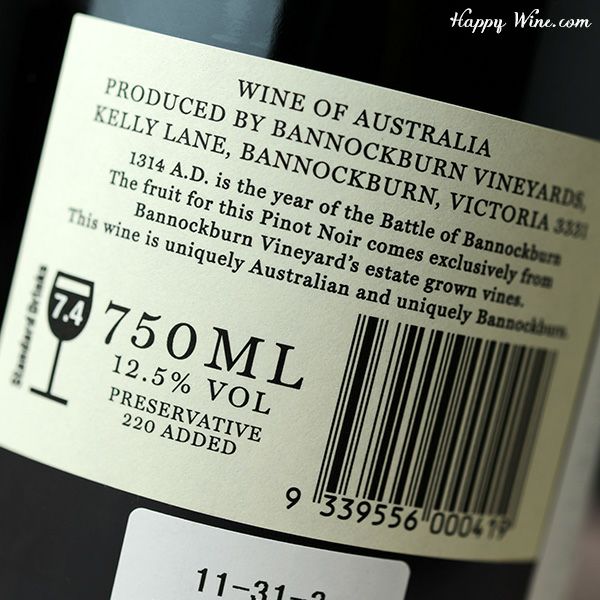 Happy Wine.com
WINE OF AUSTRALIA
PRODUCED BY BANNOCKBURN VINEYARDS,
KELLY LANE, BANNOCKBURN, VICTORIA 3331
1314 A.D. is the year of the Battle of Bannockburn
The fruit for this Pinot Noir comes exclusively from
Bannockburn Vineyard's estate grown vines.
This wine is uniquely Australian and uniquely Bannockburn.
Standard Drinks
7.4
750ML
12.5% VOL
PRESERVATIVE
220 ADDED
9 339556 000419
11-31-